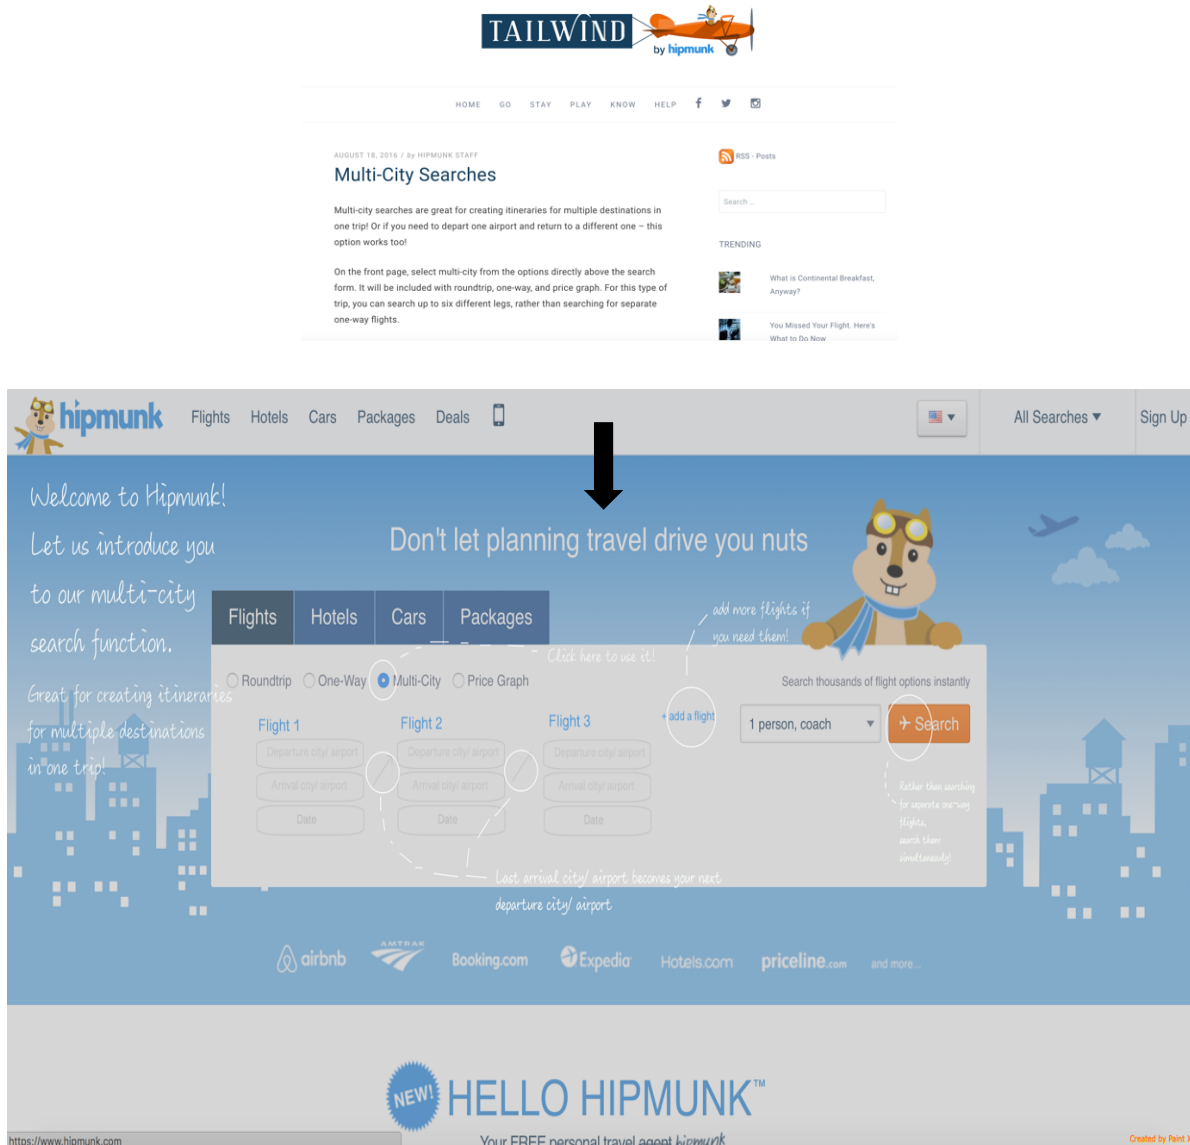 TAILWIND
by hipmunk
HOME GO STAY PLAY KNOW HELP
AUGUST 18, 2016 / by HIPMUNK STAFF
Multi-City Searches
Multi-city searches are great for creating itineraries for multiple destinations in
one trip! Or if you need to depart one airport and return to a different one – this
option works too!
On the front page, select multi-city from the options directly above the search
form. It will be included with roundtrip, one-way, and price graph. For this type of
trip, you can search up to six different legs, rather than searching for separate
one-way flights.
RSS - Posts
Search ...
TRENDING
What is Continental Breakfast,
Anyway?
You Missed Your Flight. Here's
What to Do Now
hipmunk Flights Hotels Cars Packages Deals All Searches ▼ Sign Up
Welcome to Hipmunk!
Let us introduce you
to our multi-city
search function.
Great for creating itineraries
for multiple destinations
in one trip!
Don't let planning travel drive you nuts
Flights Hotels Cars Packages
add more flights if
you need them!
Click here to use it!
Roundtrip One-Way Multi-City Price Graph
Search thousands of flight options instantly
Flight 1 Flight 2 Flight 3
+ add a flight
1 person, coach
Search
Departure city/ airport Departure city/ airport Departure city/ airport
Arrival city/ airport Arrival city/ airport Arrival city/ airport
Date Date Date
Rather than searching
for separate one-way
flights,
search them
simultaneously!
Last arrival city/ airport becomes your next
departure city/ airport
airbnb AMTRAK Booking.com Expedia Hotels.com priceline.com and more...
NEW! HELLO HIPMUNK™
Your FREE personal travel agent hipmunk
https://www.hipmunk.com
Created by Paint X